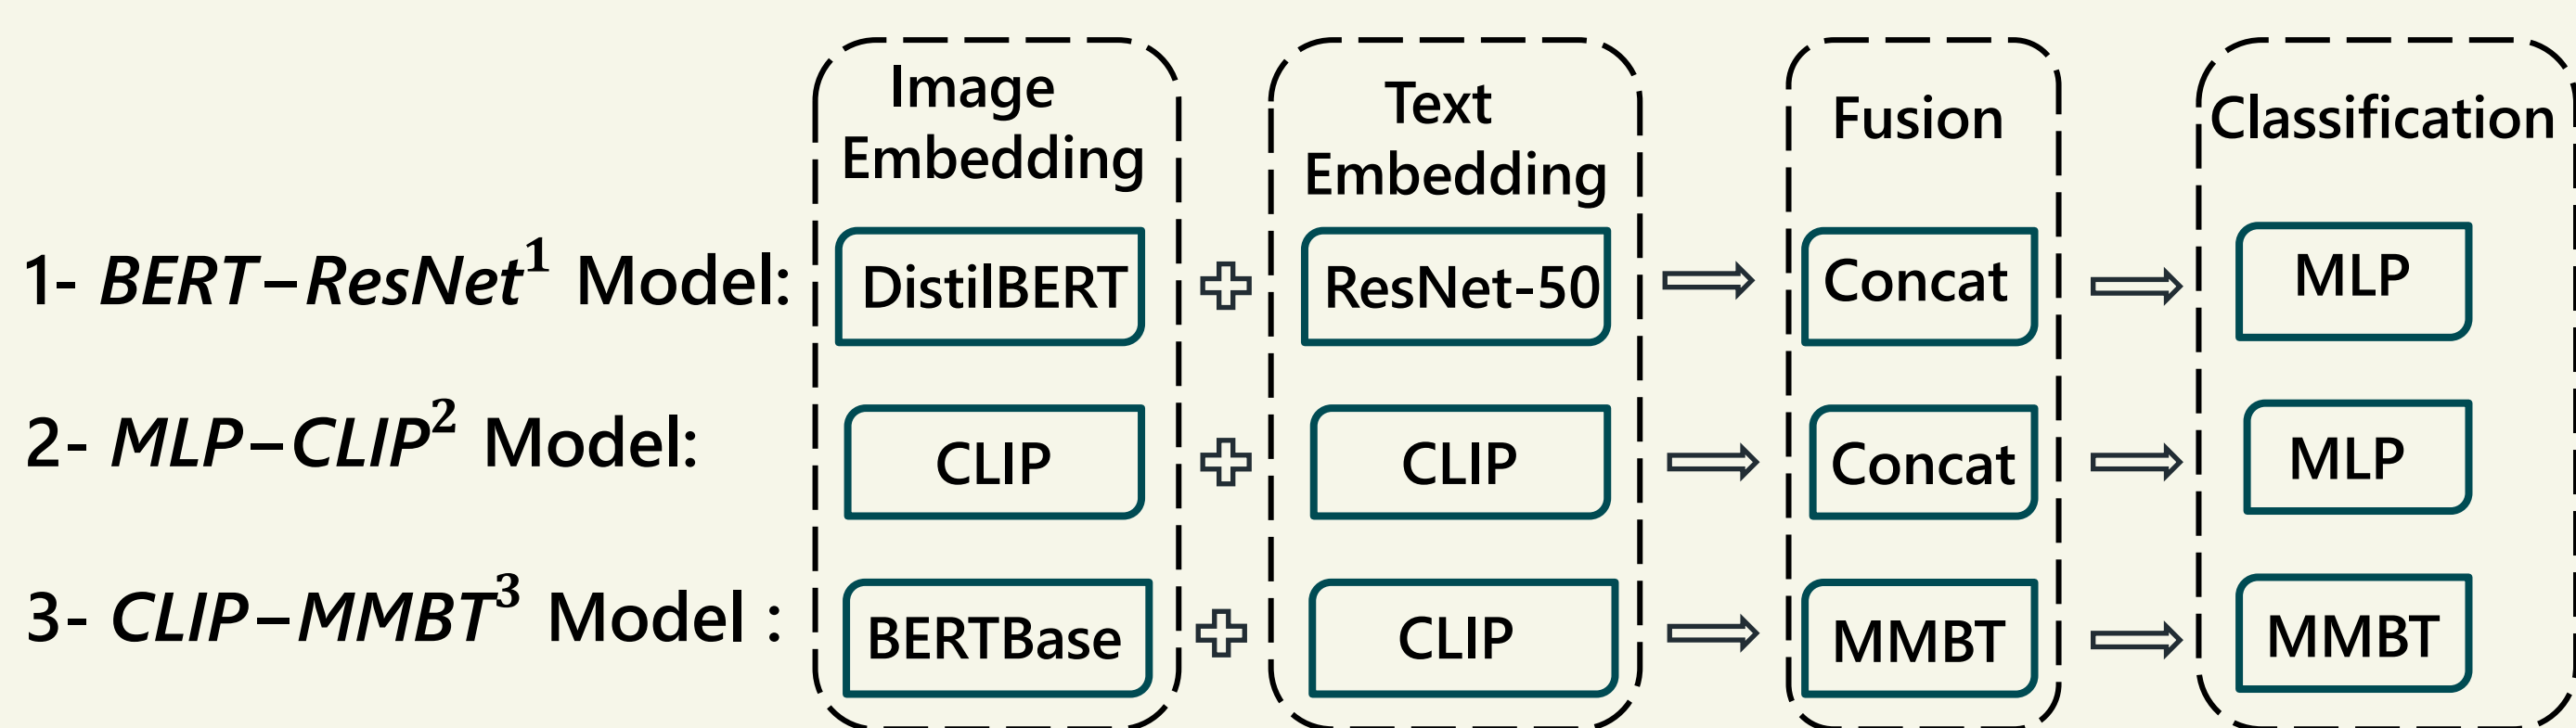 Image
Embedding
Text
Embedding
Fusion
Classification
1- BERT–ResNet¹ Model:
DistilBERT
ResNet-50
Concat
MLP
2- MLP–CLIP² Model:
CLIP
CLIP
Concat
MLP
3- CLIP–MMBT³ Model :
BERTBase
CLIP
MMBT
MMBT